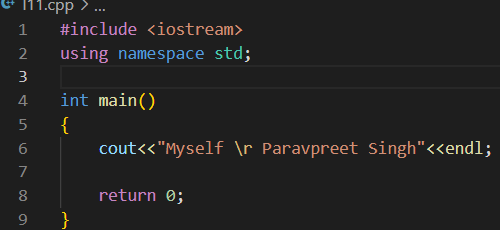 l11.cpp > ...
1 #include <iostream>
2 using namespace std;
3
4 int main()
5 {
6     cout<<"Myself \r Paravpreet Singh"<<endl;
7
8     return 0;
9 }